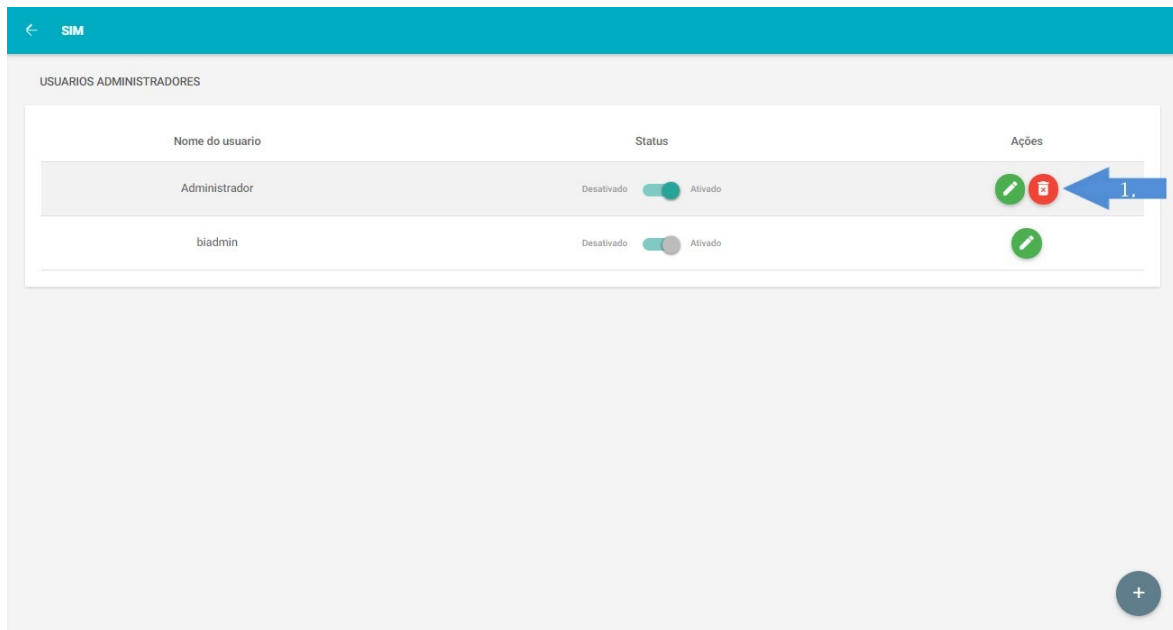 SIM
USUARIOS ADMINISTRADORES
Nome do usuario Status Ações
Administrador Desativado Ativado 1.
biadmin Desativado Ativado
+